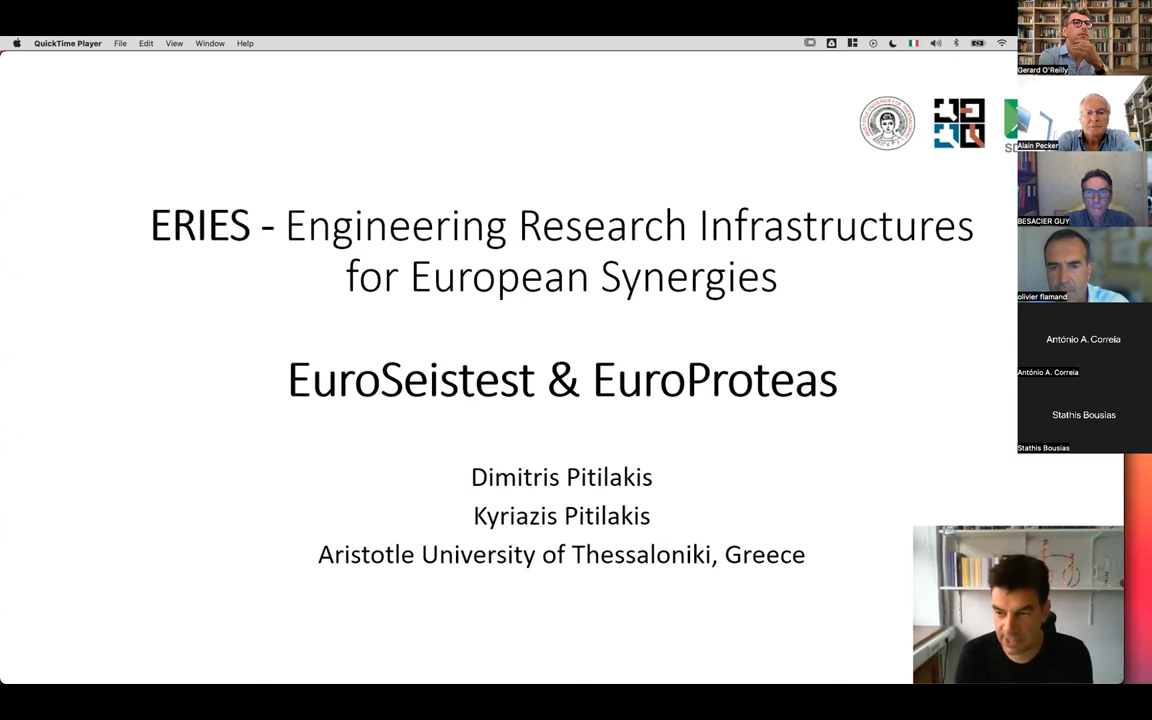 QuickTime Player File Edit View Window Help
ERIES - Engineering Research Infrastructures
for European Synergies
EuroSeistest & EuroProteas
Dimitris Pitilakis
Kyriazis Pitilakis
Aristotle University of Thessaloniki, Greece
Gerard O'Reilly
Alain Pecker
BESACIER GUY
olivier flamand
António A. Correia
António A. Correia
Stathis Bousias
Stathis Bousias